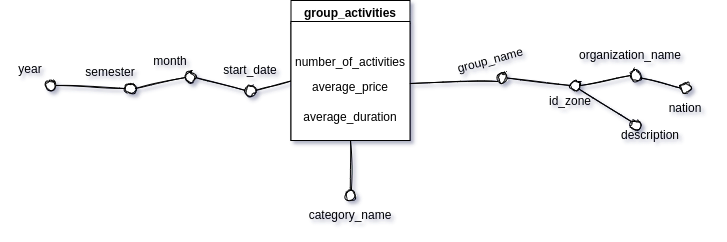 group_activities
number_of_activities
average_price
average_duration
year
semester
month
start_date
group_name
id_zone
organization_name
nation
description
category_name